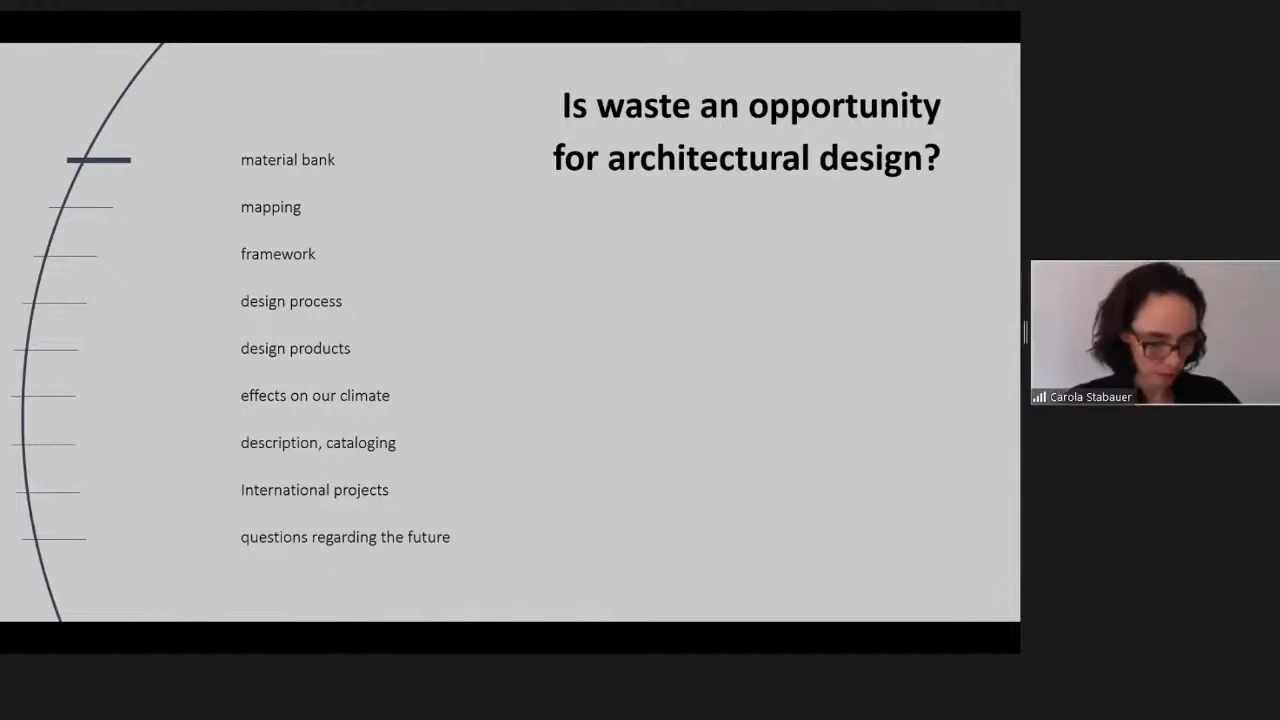 Is waste an opportunity
for architectural design?
material bank
mapping
framework
design process
design products
effects on our climate
description, cataloging
International projects
questions regarding the future
Carola Stabauer